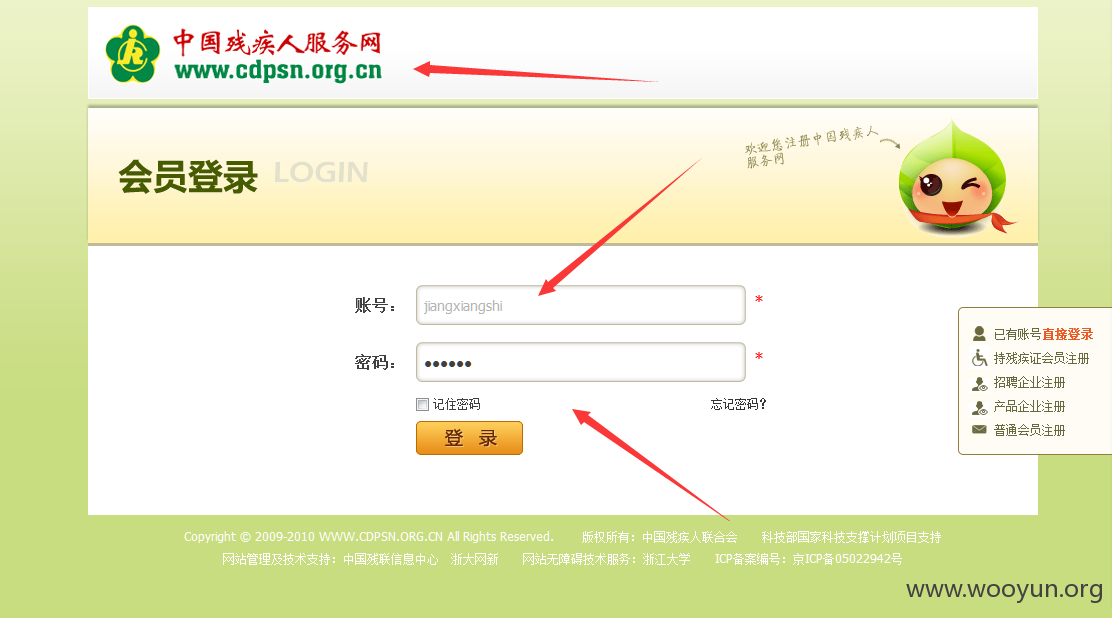 中国残疾人服务网
www.cdpsn.org.cn
会员登录 LOGIN
欢迎您注册中国残疾人
服务网
账号： jiangxiangshi *
密码： •••••• *
记住密码 忘记密码?
登 录
已有账号直接登录
持残疾证会员注册
招聘企业注册
产品企业注册
普通会员注册
Copyright © 2009-2010 WWW.CDPSN.ORG.CN All Rights Reserved. 版权所有：中国残疾人联合会 科技部国家科技支撑计划项目支持
网站管理及技术支持：中国残联信息中心 浙大网新 网站无障碍技术服务：浙江大学 ICP备案编号：京ICP备05022942号
www.wooyun.org